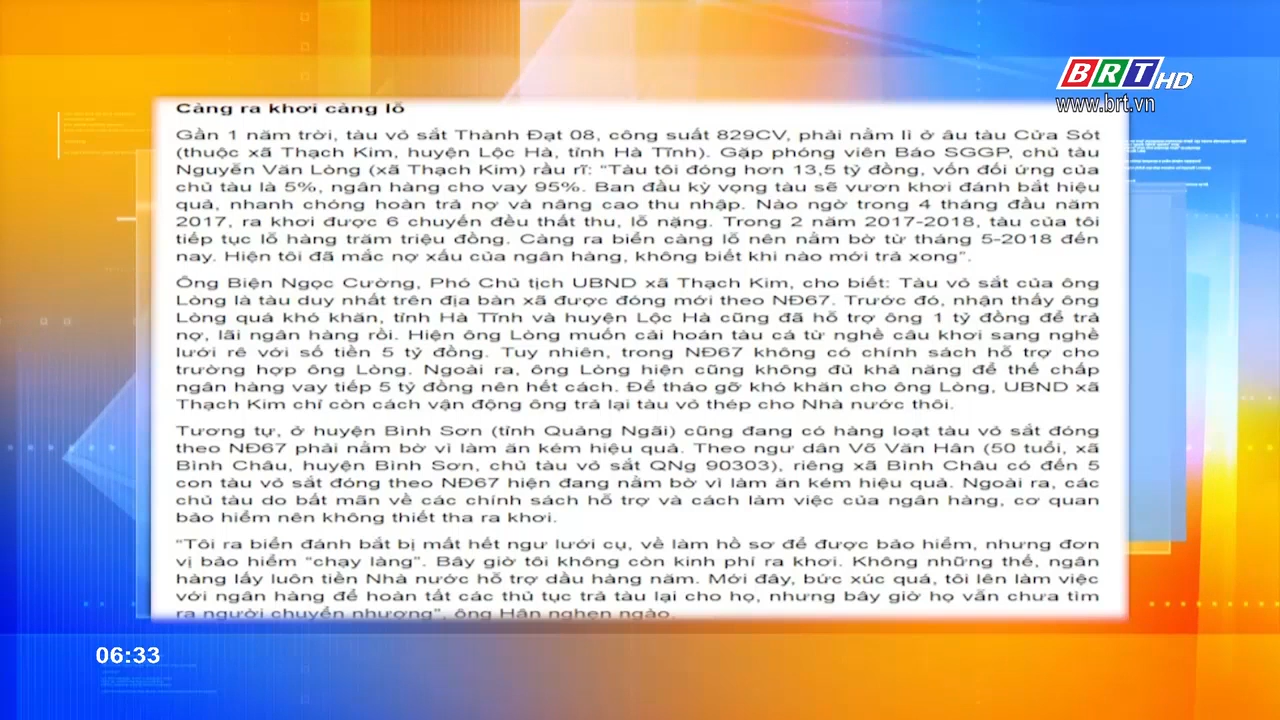 BRT HD
www.brt.vn
Càng ra khơi càng lỗ
Gần 1 năm trời, tàu vỏ sắt Thành Đạt 08, công suất 829CV, phải nằm lì ở âu tàu Cửa Sót
(thuộc xã Thạch Kim, huyện Lộc Hà, tỉnh Hà Tĩnh). Gặp phóng viên Báo SGGP, chủ tàu
Nguyễn Văn Lòng (xã Thạch Kim) rầu rĩ: “Tàu tôi đóng hơn 13,5 tỷ đồng, vốn đối ứng của
chủ tàu là 5%, ngân hàng cho vay 95%. Ban đầu kỳ vọng tàu sẽ vươn khơi đánh bắt hiệu
quả, nhanh chóng hoàn trả nợ và nâng cao thu nhập. Nào ngờ trong 4 tháng đầu năm
2017, ra khơi được 6 chuyến đều thất thu, lỗ nặng. Trong 2 năm 2017-2018, tàu của tôi
tiếp tục lỗ hàng trăm triệu đồng. Càng ra biển càng lỗ nên nằm bờ từ tháng 5-2018 đến
nay. Hiện tôi đã mắc nợ xấu của ngân hàng, không biết khi nào mới trả xong”.
Ông Biện Ngọc Cường, Phó Chủ tịch UBND xã Thạch Kim, cho biết: Tàu vỏ sắt của ông
Lòng là tàu duy nhất trên địa bàn xã được đóng mới theo NĐ67. Trước đó, nhận thấy ông
Lòng quá khó khăn, tỉnh Hà Tĩnh và huyện Lộc Hà cũng đã hỗ trợ ông 1 tỷ đồng để trả
nợ, lãi ngân hàng rồi. Hiện ông Lòng muốn cải hoán tàu cá từ nghề câu khơi sang nghề
lưới rê với số tiền 5 tỷ đồng. Tuy nhiên, trong NĐ67 không có chính sách hỗ trợ cho
trường hợp ông Lòng. Ngoài ra, ông Lòng hiện cũng không đủ khả năng để thế chấp
ngân hàng vay tiếp 5 tỷ đồng nên hết cách. Để tháo gỡ khó khăn cho ông Lòng, UBND xã
Thạch Kim chỉ còn cách vận động ông trả lại tàu vỏ thép cho Nhà nước thôi.
Tương tự, ở huyện Bình Sơn (tỉnh Quảng Ngãi) cũng đang có hàng loạt tàu vỏ sắt đóng
theo NĐ67 phải nằm bờ vì làm ăn kém hiệu quả. Theo ngư dân Võ Văn Hân (50 tuổi, xã
Bình Châu, huyện Bình Sơn, chủ tàu vỏ sắt QNg 90303), riêng xã Bình Châu có đến 5
con tàu vỏ sắt đóng theo NĐ67 hiện đang nằm bờ vì làm ăn kém hiệu quả. Ngoài ra, các
chủ tàu do bất mãn về các chính sách hỗ trợ và cách làm việc của ngân hàng, cơ quan
bảo hiểm nên không thiết tha ra khơi.
“Tôi ra biển đánh bắt bị mất hết ngư lưới cụ, về làm hồ sơ để được bảo hiểm, nhưng đơn
vị bảo hiểm “chạy làng”. Bây giờ tôi không còn kinh phí ra khơi. Không những thế, ngân
hàng lấy luôn tiền Nhà nước hỗ trợ dầu hàng năm. Mới đây, bức xúc quá, tôi lên làm việc
với ngân hàng để hoàn tất các thủ tục trả tàu lại cho họ, nhưng bây giờ họ vẫn chưa tìm
ra người chuyển nhượng”, ông Hân nghẹn ngào.
06:33